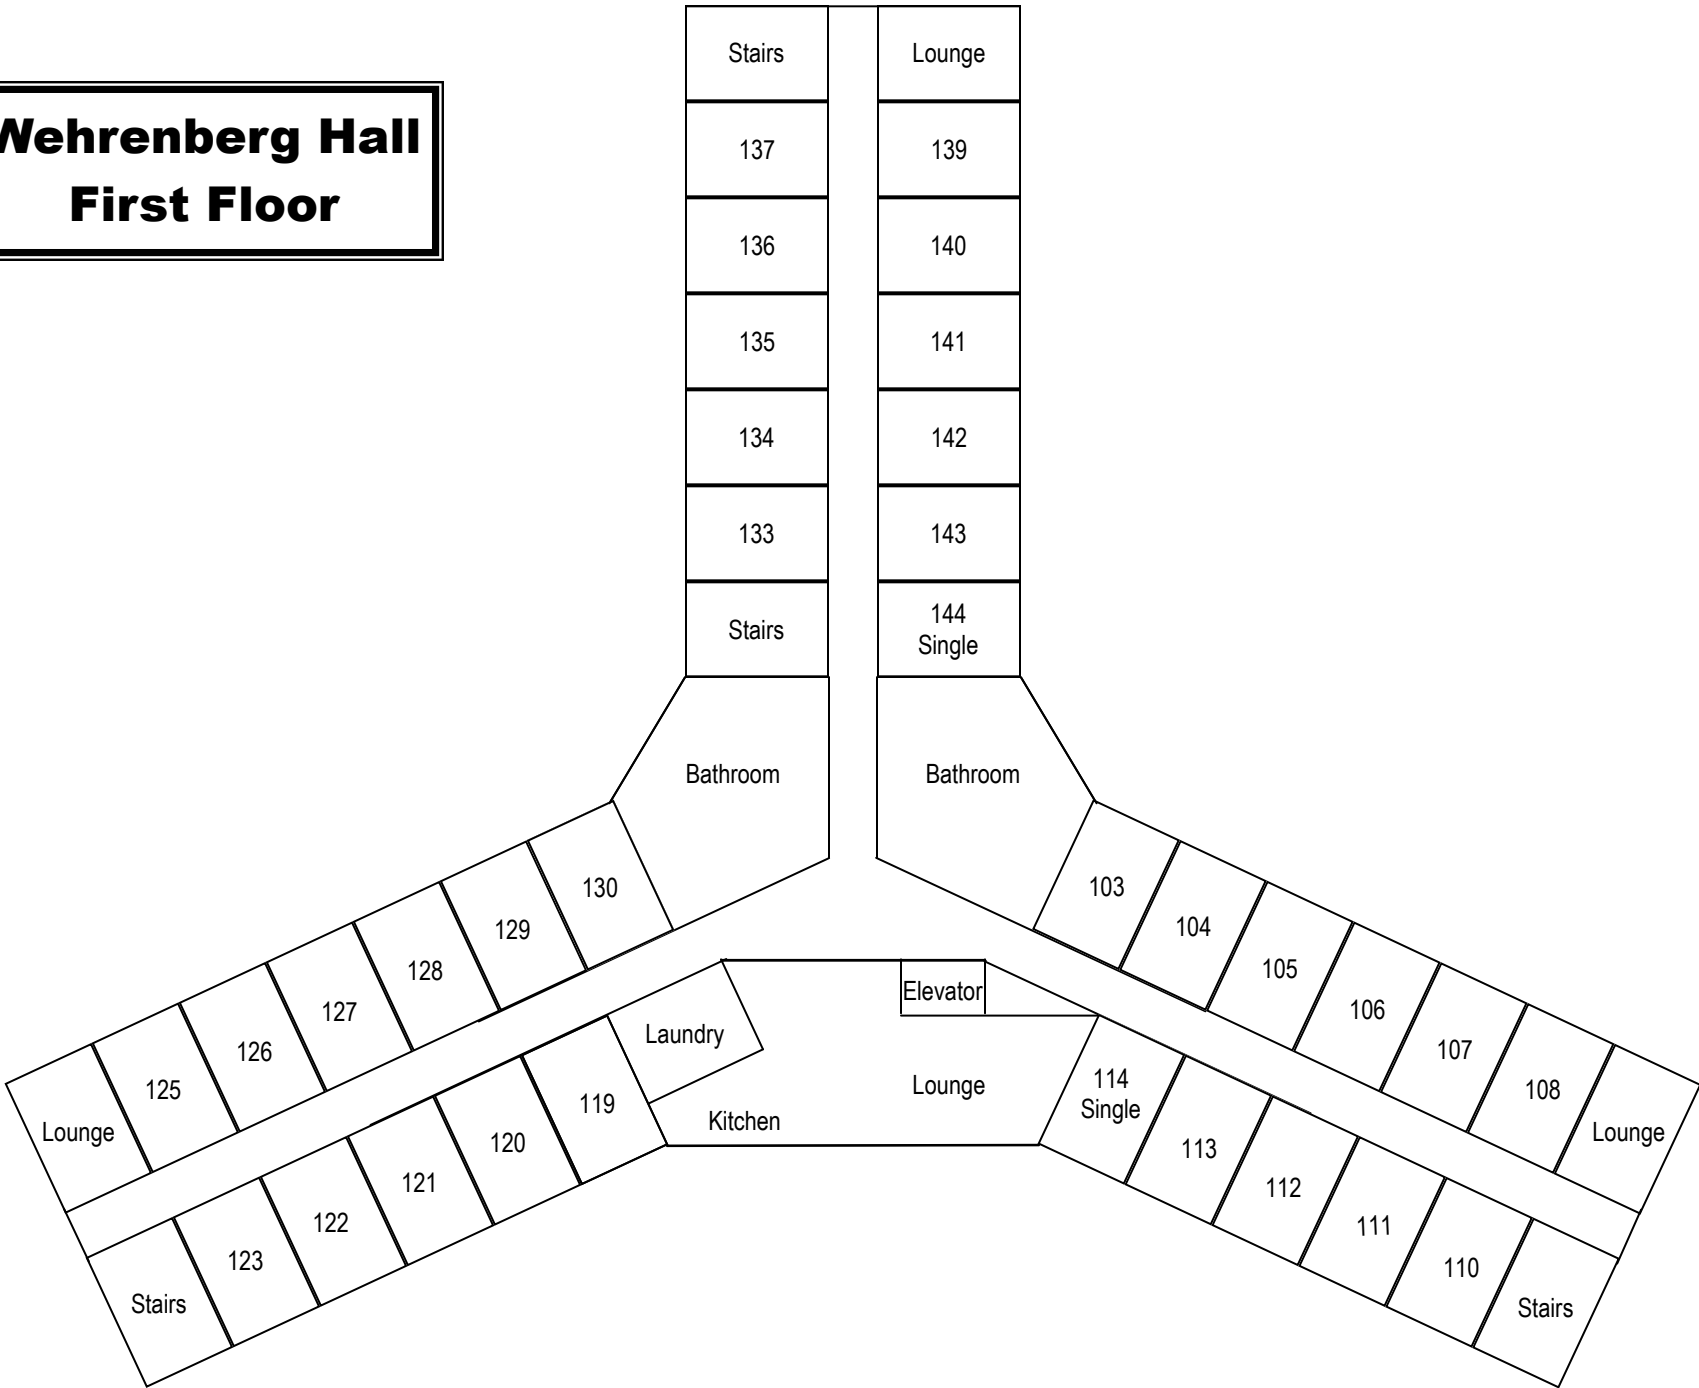 Wehrenberg Hall
First Floor
Stairs
Lounge
137
139
136
140
135
141
134
142
133
143
Stairs
144
Single
Bathroom
Bathroom
130
103
129
104
128
105
127
106
126
107
125
108
Lounge
Lounge
Elevator
Laundry
Lounge
Kitchen
119
114
Single
120
113
121
112
122
111
123
110
Stairs
Stairs